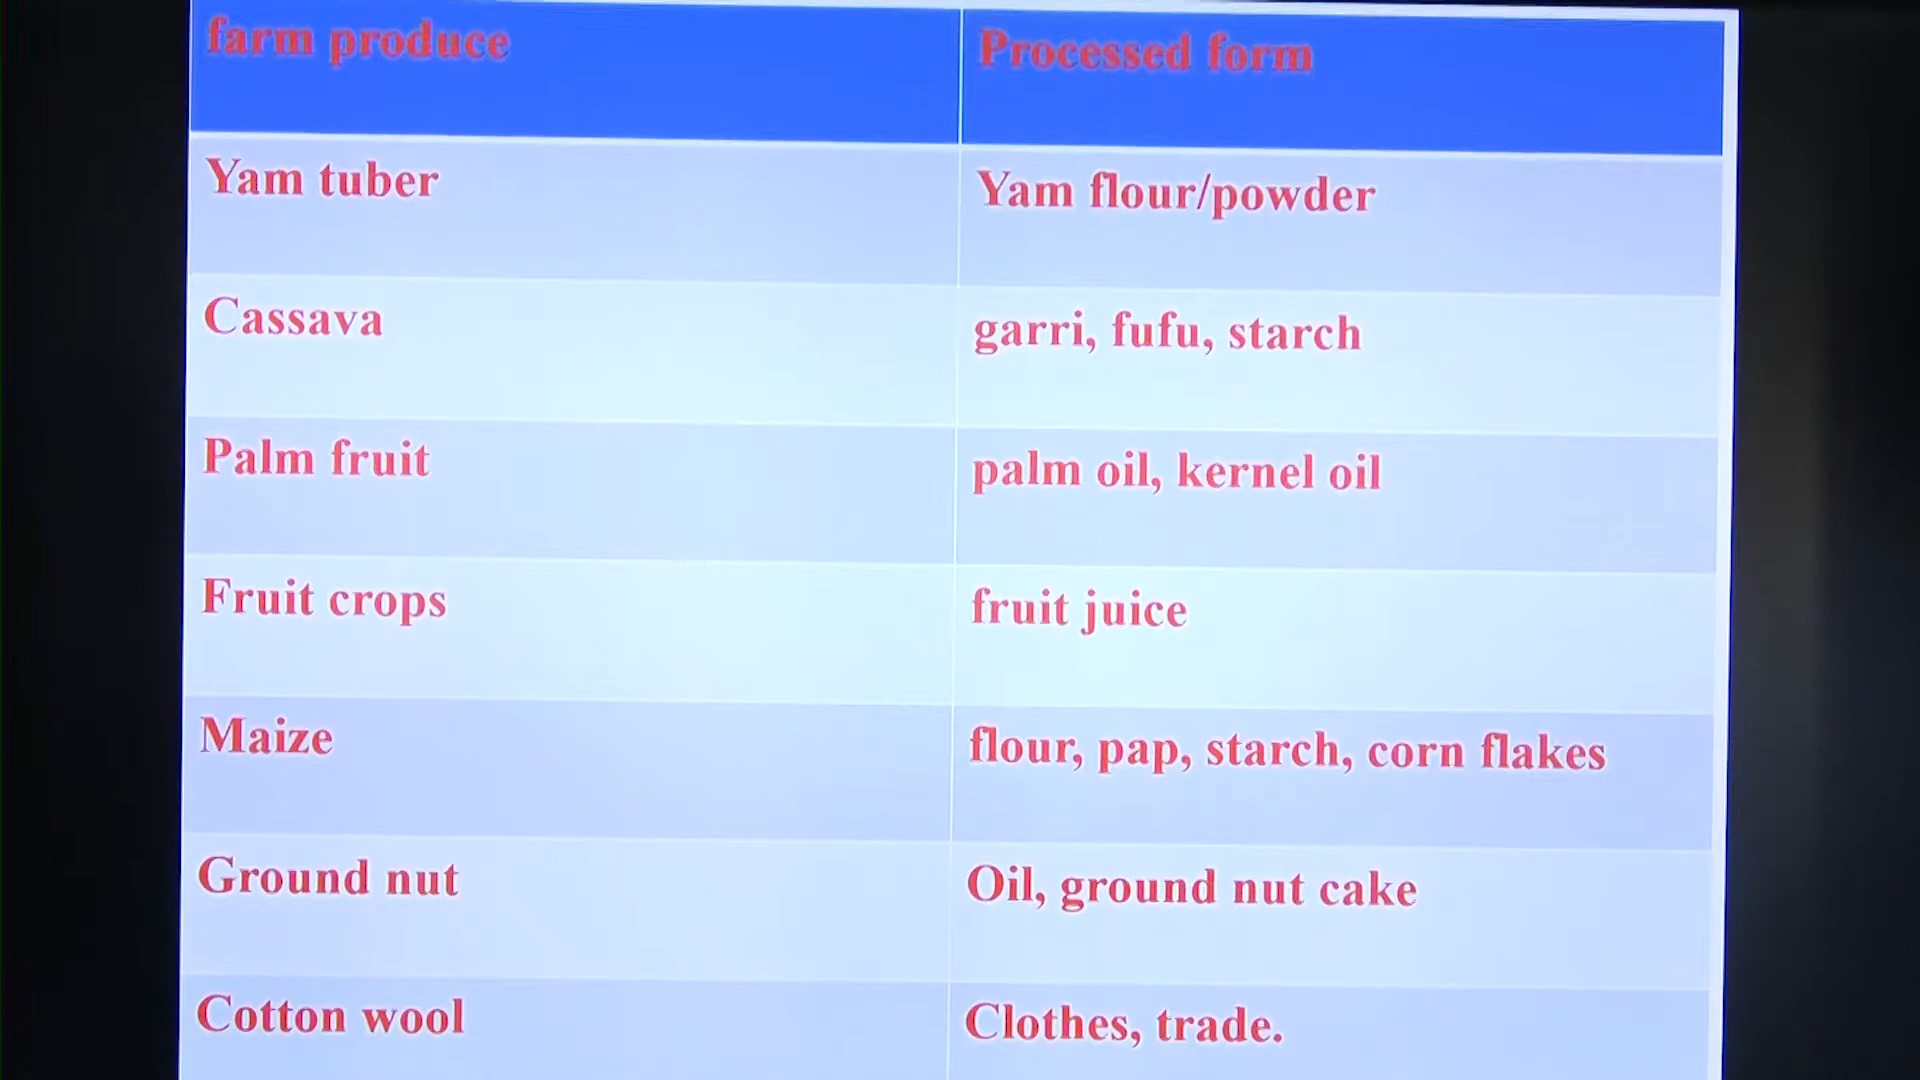 farm produce
Processed form
Yam tuber
Yam flour/powder
Cassava
garri, fufu, starch
Palm fruit
palm oil, kernel oil
Fruit crops
fruit juice
Maize
flour, pap, starch, corn flakes
Ground nut
Oil, ground nut cake
Cotton wool
Clothes, trade.